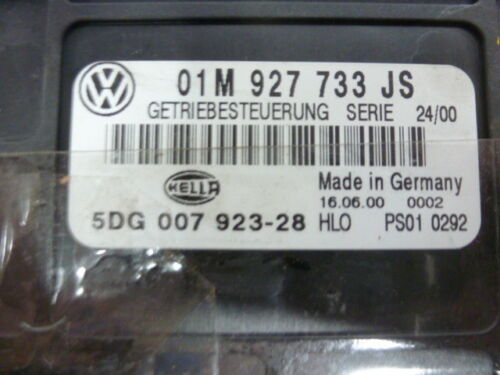 01M 927 733 JS
GETRIEBESTEUERUNG SERIE 24/00
HELLA Made in Germany
16.06.00 0002
5DG 007 923-28 HLO PS01 0292